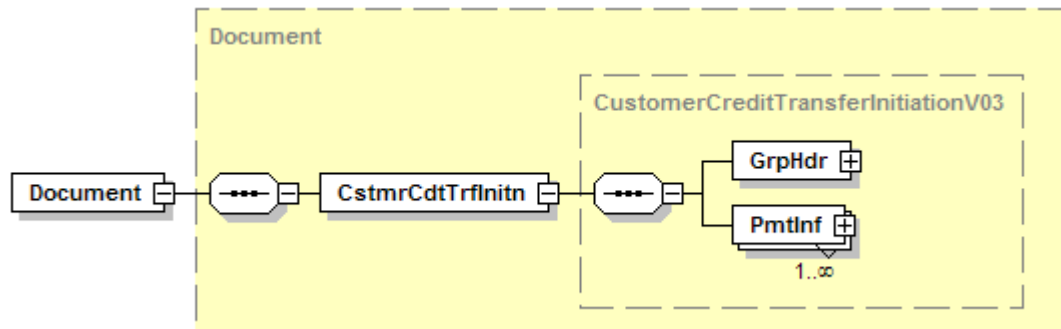 Document
CustomerCreditTransferInitiationV03
GrpHdr
Document
CstmrCdtTrfInitn
PmtInf
1..∞